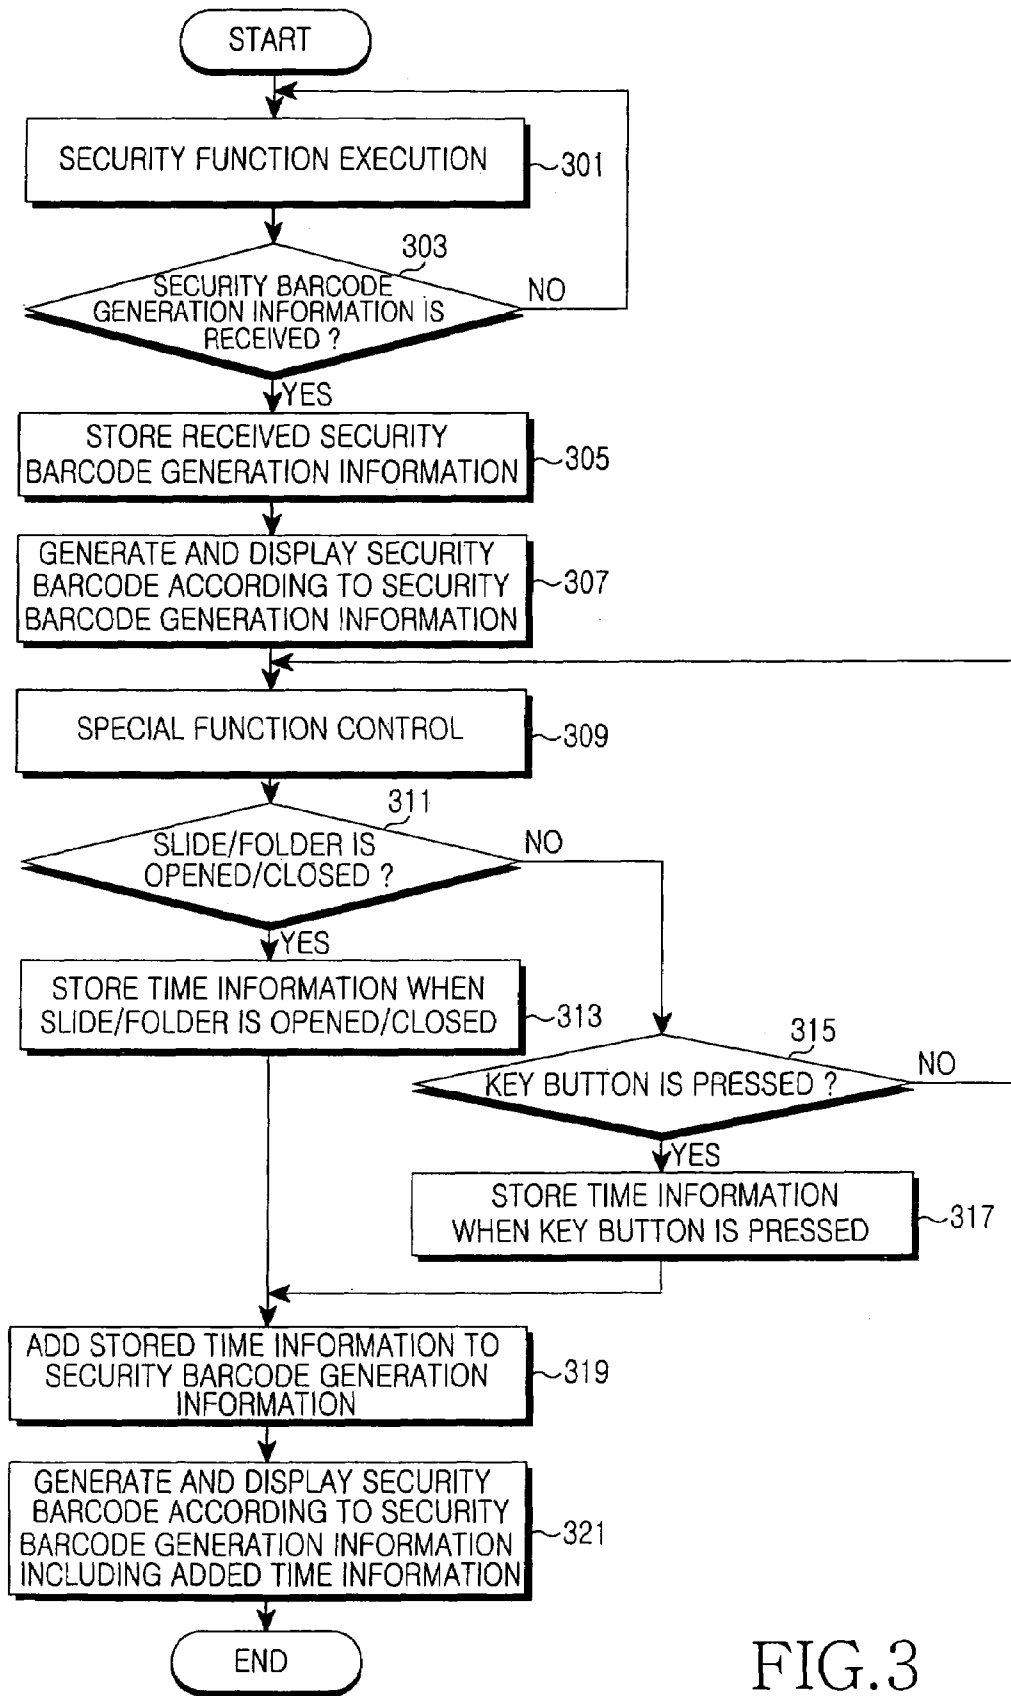 START
SECURITY FUNCTION EXECUTION
301
303
SECURITY BARCODE
GENERATION INFORMATION IS
RECEIVED ?
NO
YES
STORE RECEIVED SECURITY
BARCODE GENERATION INFORMATION
305
GENERATE AND DISPLAY SECURITY
BARCODE ACCORDING TO SECURITY
BARCODE GENERATION INFORMATION
307
SPECIAL FUNCTION CONTROL
309
311
SLIDE/FOLDER IS
OPENED/CLOSED ?
NO
YES
STORE TIME INFORMATION WHEN
SLIDE/FOLDER IS OPENED/CLOSED
313
315
KEY BUTTON IS PRESSED ?
NO
YES
STORE TIME INFORMATION
WHEN KEY BUTTON IS PRESSED
317
ADD STORED TIME INFORMATION TO
SECURITY BARCODE GENERATION
INFORMATION
319
GENERATE AND DISPLAY SECURITY
BARCODE ACCORDING TO SECURITY
BARCODE GENERATION INFORMATION
INCLUDING ADDED TIME INFORMATION
321
END
FIG.3